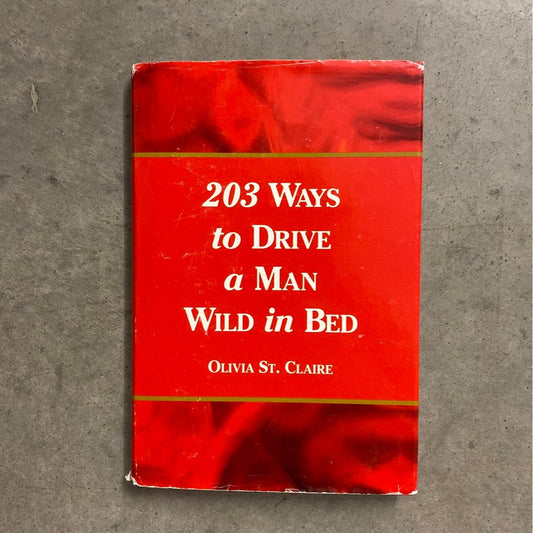 203 WAYS
to DRIVE
a MAN
WILD in BED
OLIVIA ST. CLAIRE